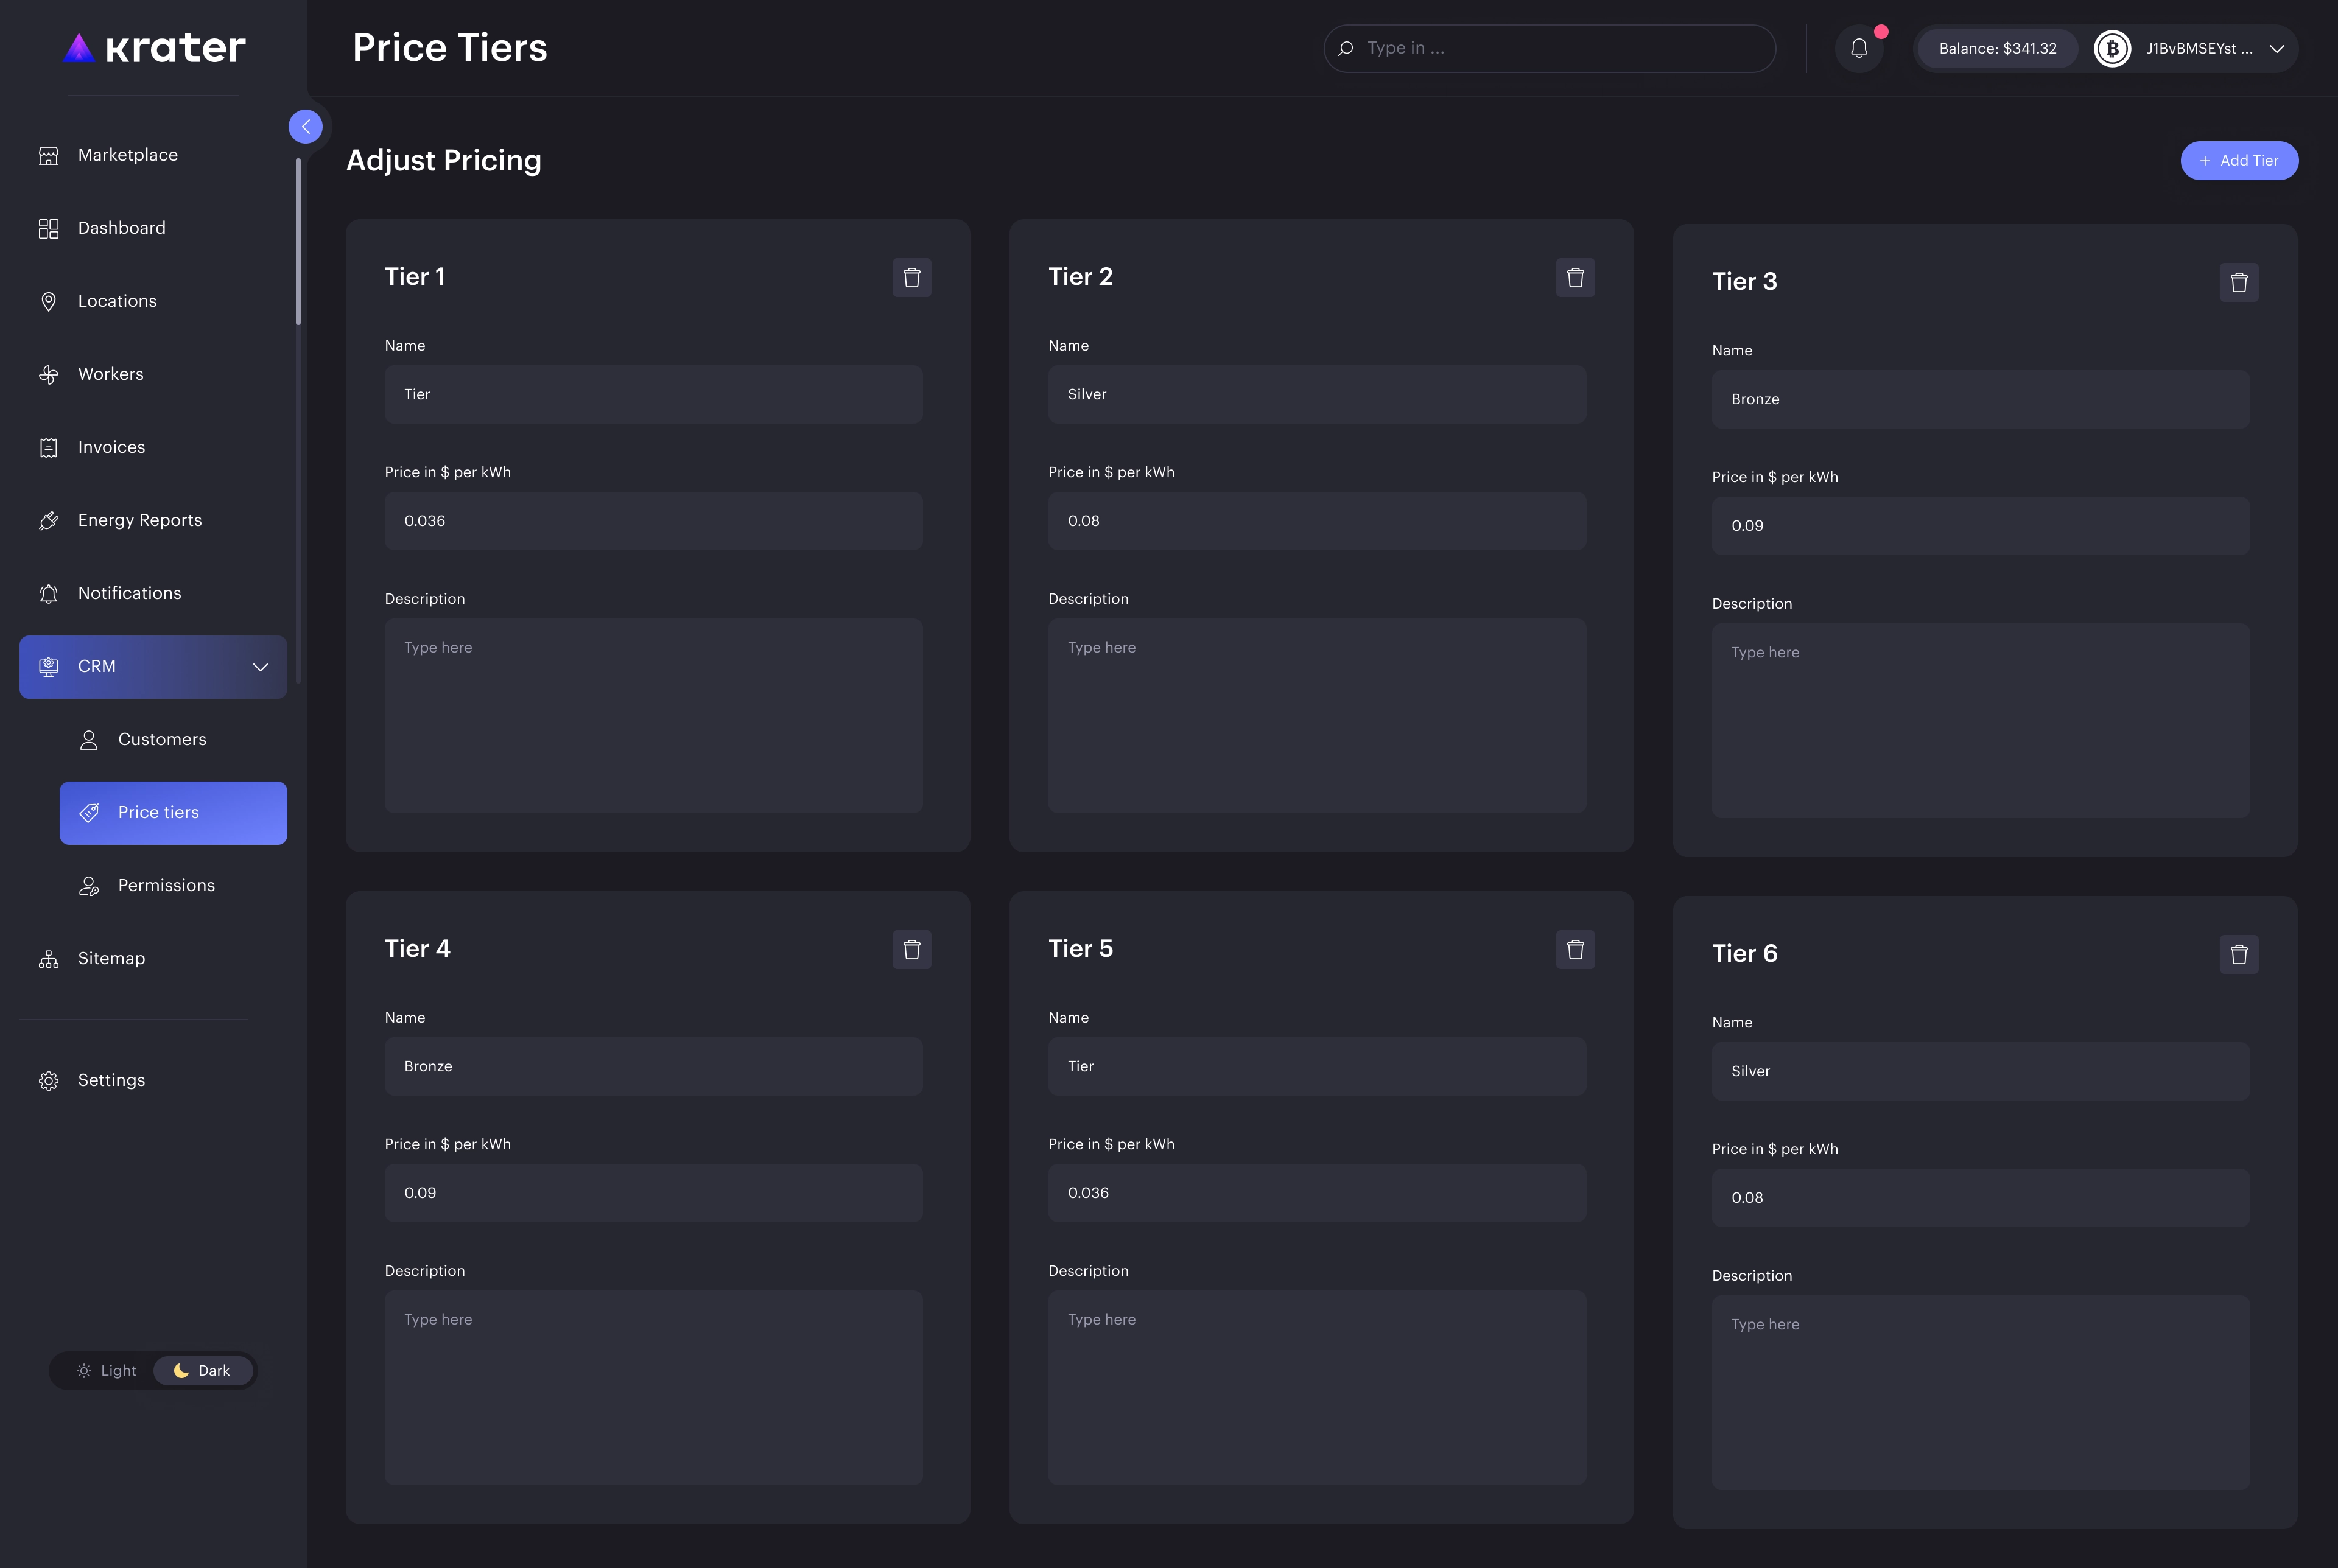 krater
Price Tiers
Type in ...
Balance: $341.32
J1BvBMSEYst ...
Marketplace
Dashboard
Locations
Workers
Invoices
Energy Reports
Notifications
CRM
Customers
Price tiers
Permissions
Sitemap
Settings
Light
Dark
Adjust Pricing
+ Add Tier
Tier 1
Name
Tier
Price in $ per kWh
0.036
Description
Type here
Tier 2
Name
Silver
Price in $ per kWh
0.08
Description
Type here
Tier 3
Name
Bronze
Price in $ per kWh
0.09
Description
Type here
Tier 4
Name
Bronze
Price in $ per kWh
0.09
Description
Type here
Tier 5
Name
Tier
Price in $ per kWh
0.036
Description
Type here
Tier 6
Name
Silver
Price in $ per kWh
0.08
Description
Type here